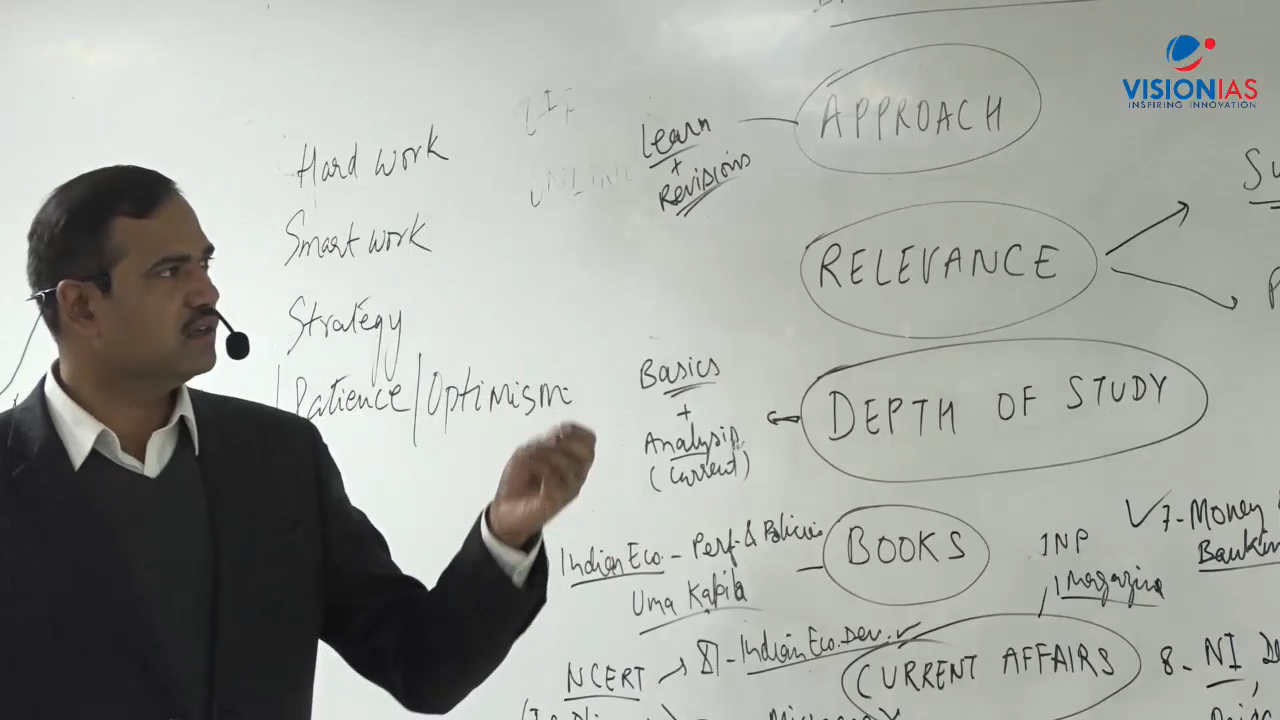 VISIONIAS
INSPIRING INNOVATION
APPROACH
Learn
+
Revisions
Hard work
Smart work
Strategy
Patience/Optimism
RELEVANCE
DEPTH OF STUDY
Basics
+
Analysis
(Current)
BOOKS
Indian Eco. - Perf. & Policies
Uma Kapila
1NP
1 Magazine
7 - Money
NCERT
XI - Indian Eco. Dev.
CURRENT AFFAIRS
8 - NI